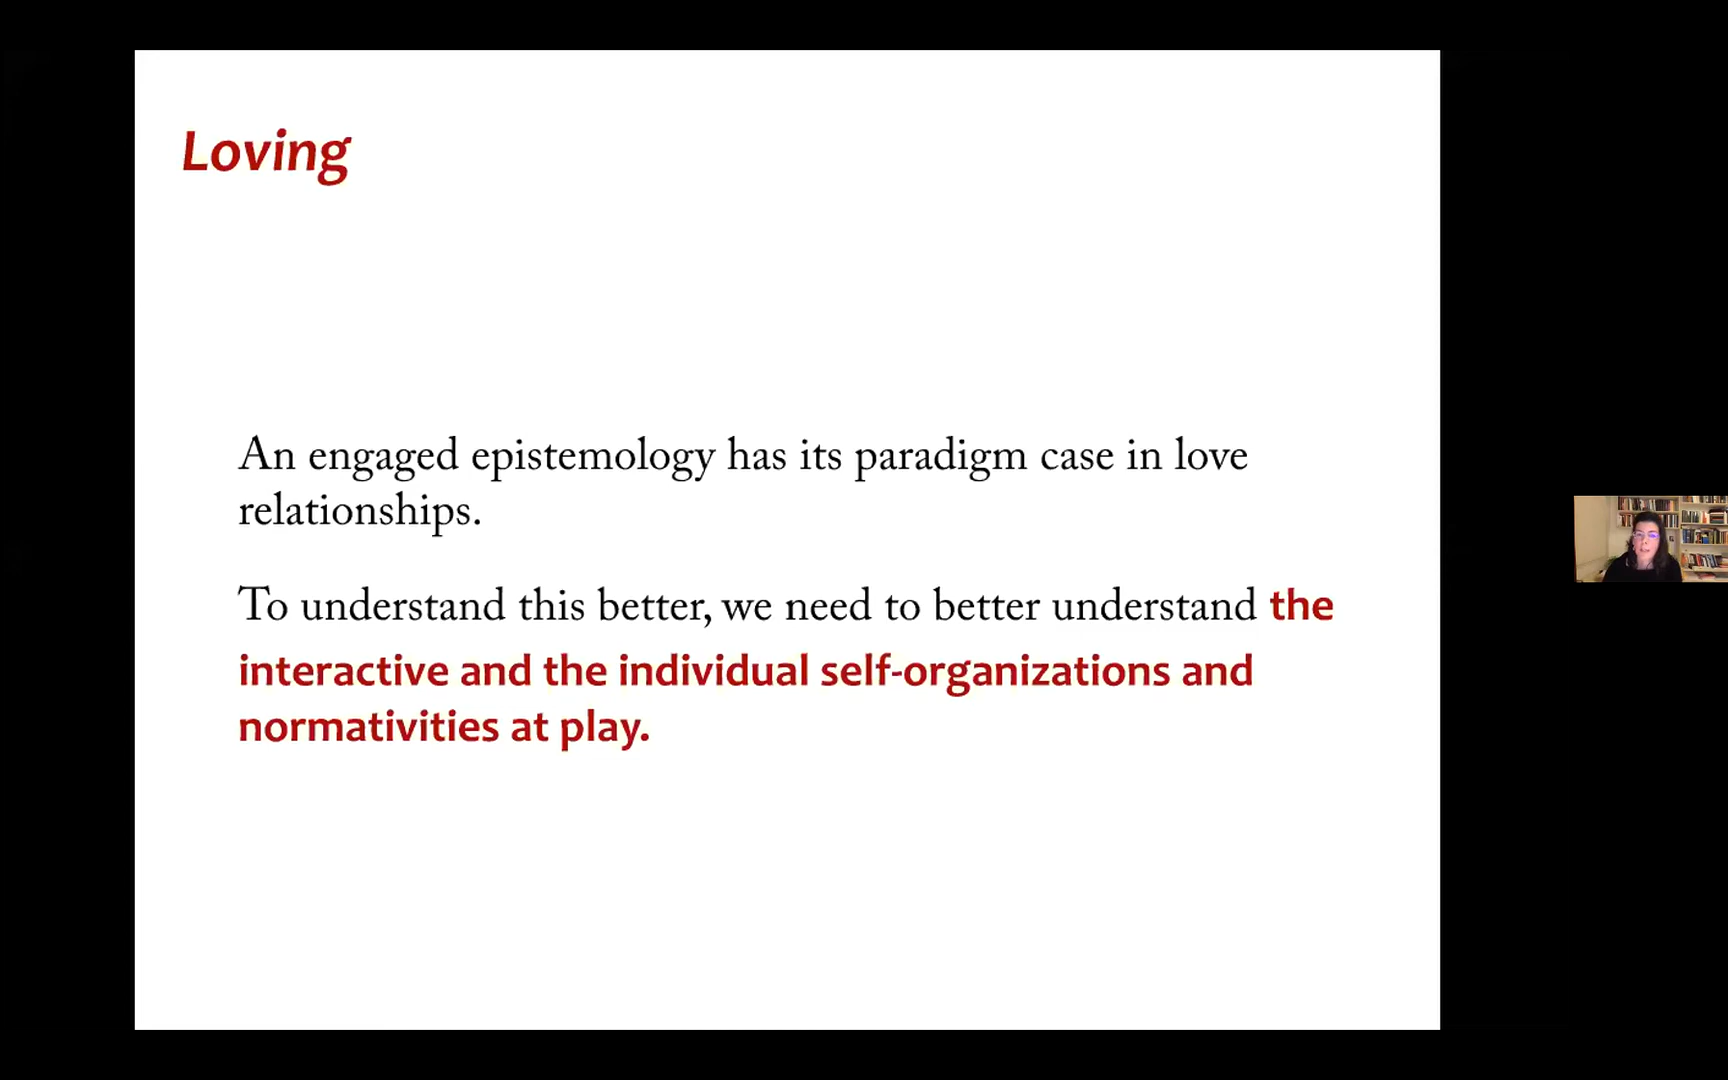 Loving
An engaged epistemology has its paradigm case in love
relationships.
To understand this better, we need to better understand the
interactive and the individual self-organizations and
normativities at play.